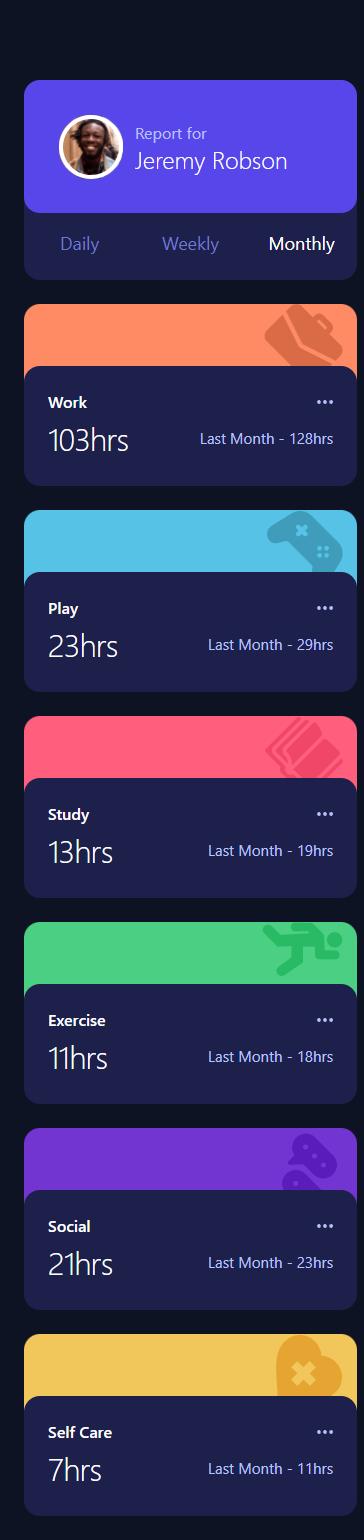 Report for
Jeremy Robson
Daily Weekly Monthly
Work
103hrs Last Month - 128hrs
Play
23hrs Last Month - 29hrs
Study
13hrs Last Month - 19hrs
Exercise
11hrs Last Month - 18hrs
Social
21hrs Last Month - 23hrs
Self Care
7hrs Last Month - 11hrs